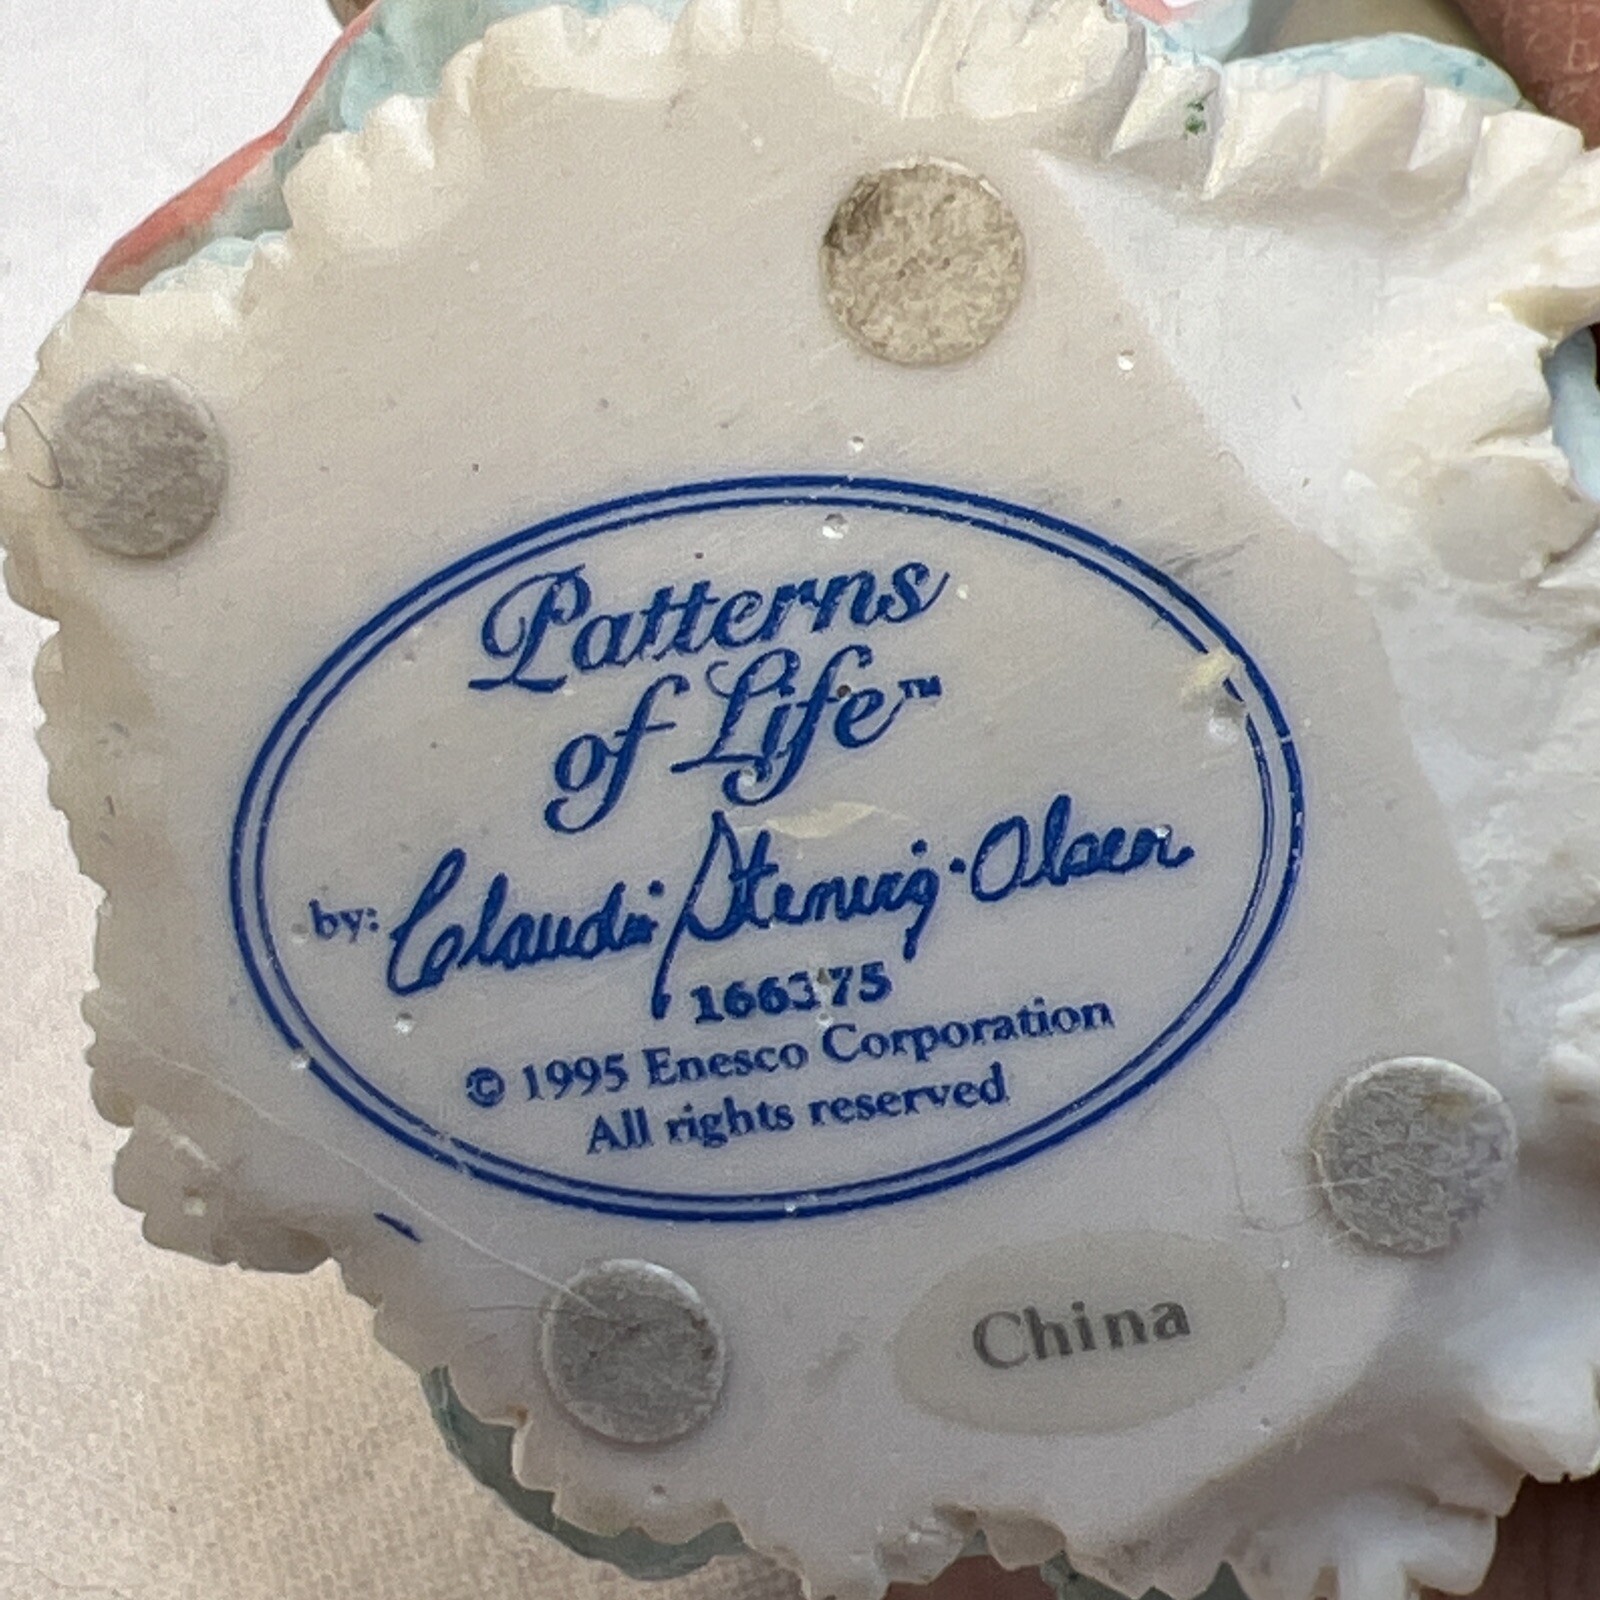 Patterns
of Life™
by: Claudia Stenwig-Olsen
166375
© 1995 Enesco Corporation
All rights reserved
China